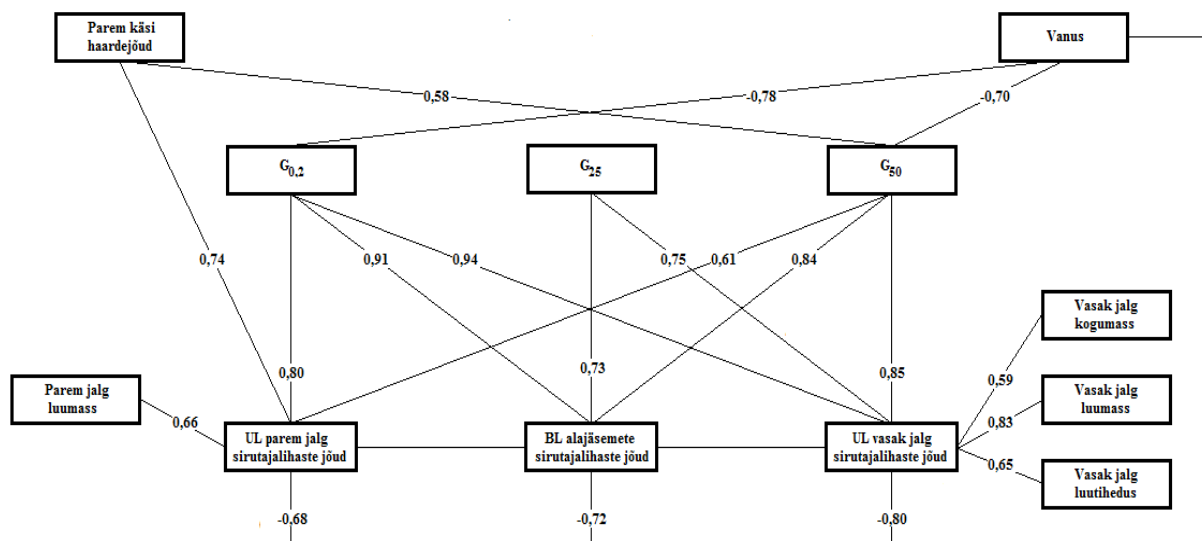 Parem käsi
haardejõud
Vanus
0,58
-0,78
-0,70
G0,2
G25
G50
0,74
0,91
0,94
0,75
0,61
0,84
0,80
0,73
0,85
Vasak jalg
kogumass
0,59
Parem jalg
luumass
0,66
Vasak jalg
luumass
0,83
UL parem jalg
sirutajalihaste jõud
BL alajäsemete
sirutajalihaste jõud
UL vasak jalg
sirutajalihaste jõud
0,65
Vasak jalg
luutihedus
-0,68
-0,72
-0,80